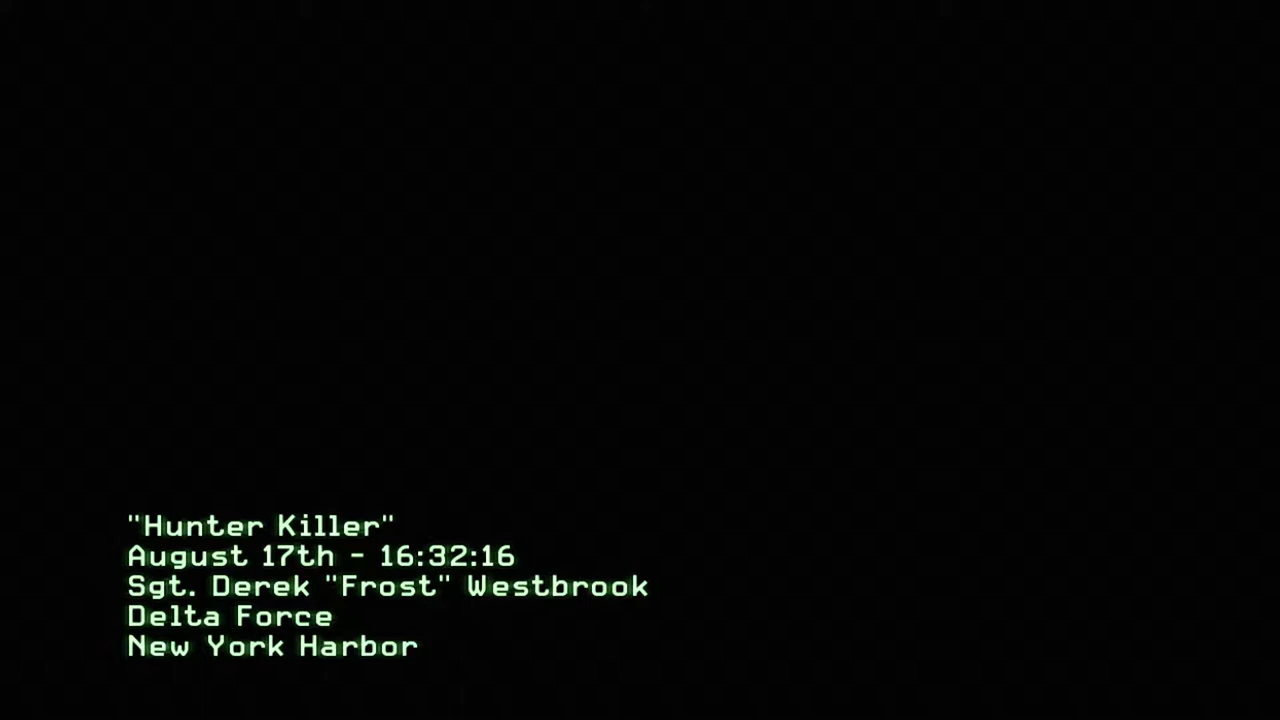 "Hunter Killer"
August 17th - 16:32:16
Sgt. Derek "Frost" Westbrook
Delta Force
New York Harbor